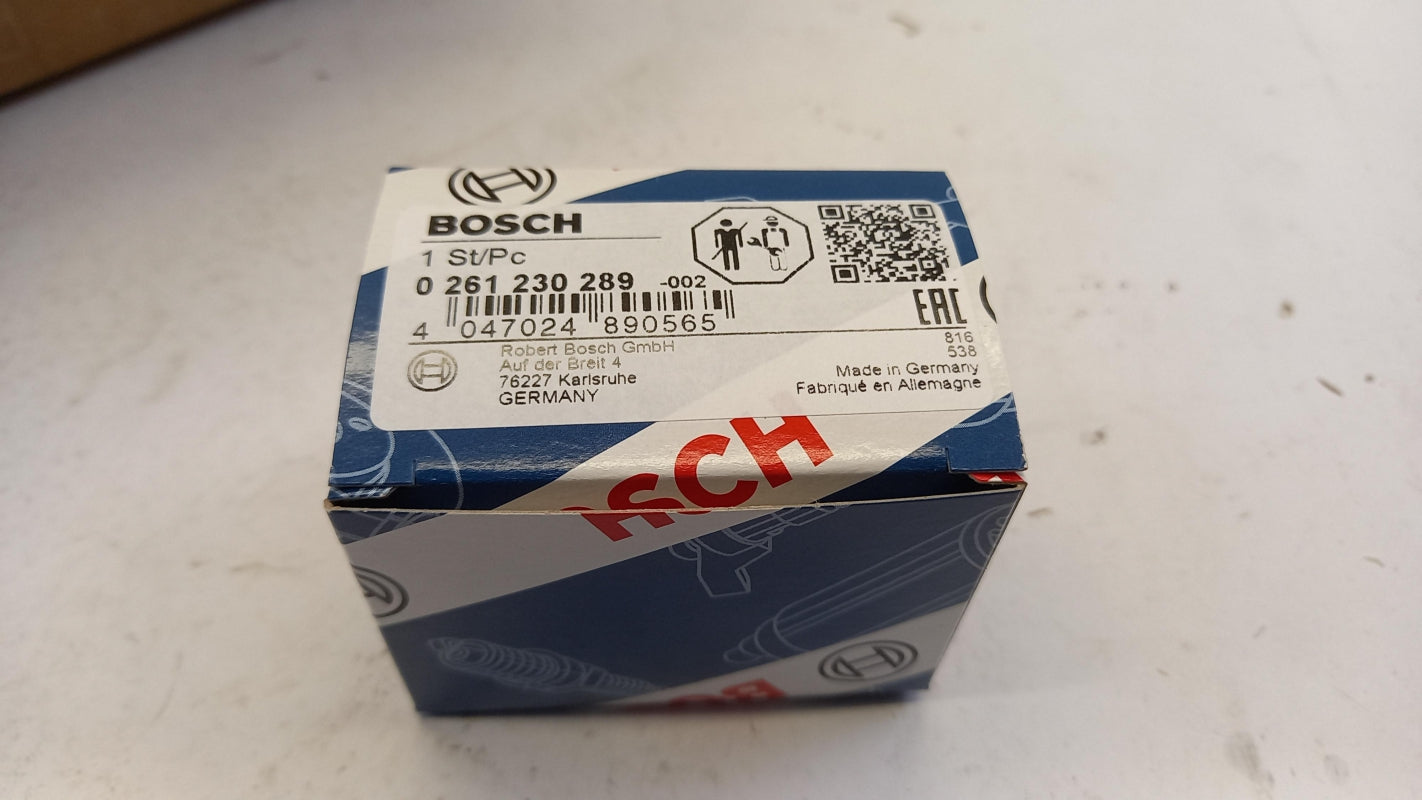 BOSCH
1 St/Pc
0 261 230 289 -002
4 047024 890565
EAC
Robert Bosch GmbH
Auf der Breit 4
76227 Karlsruhe
GERMANY
816
538
Made in Germany
Fabriqué en Allemagne
BOSCH